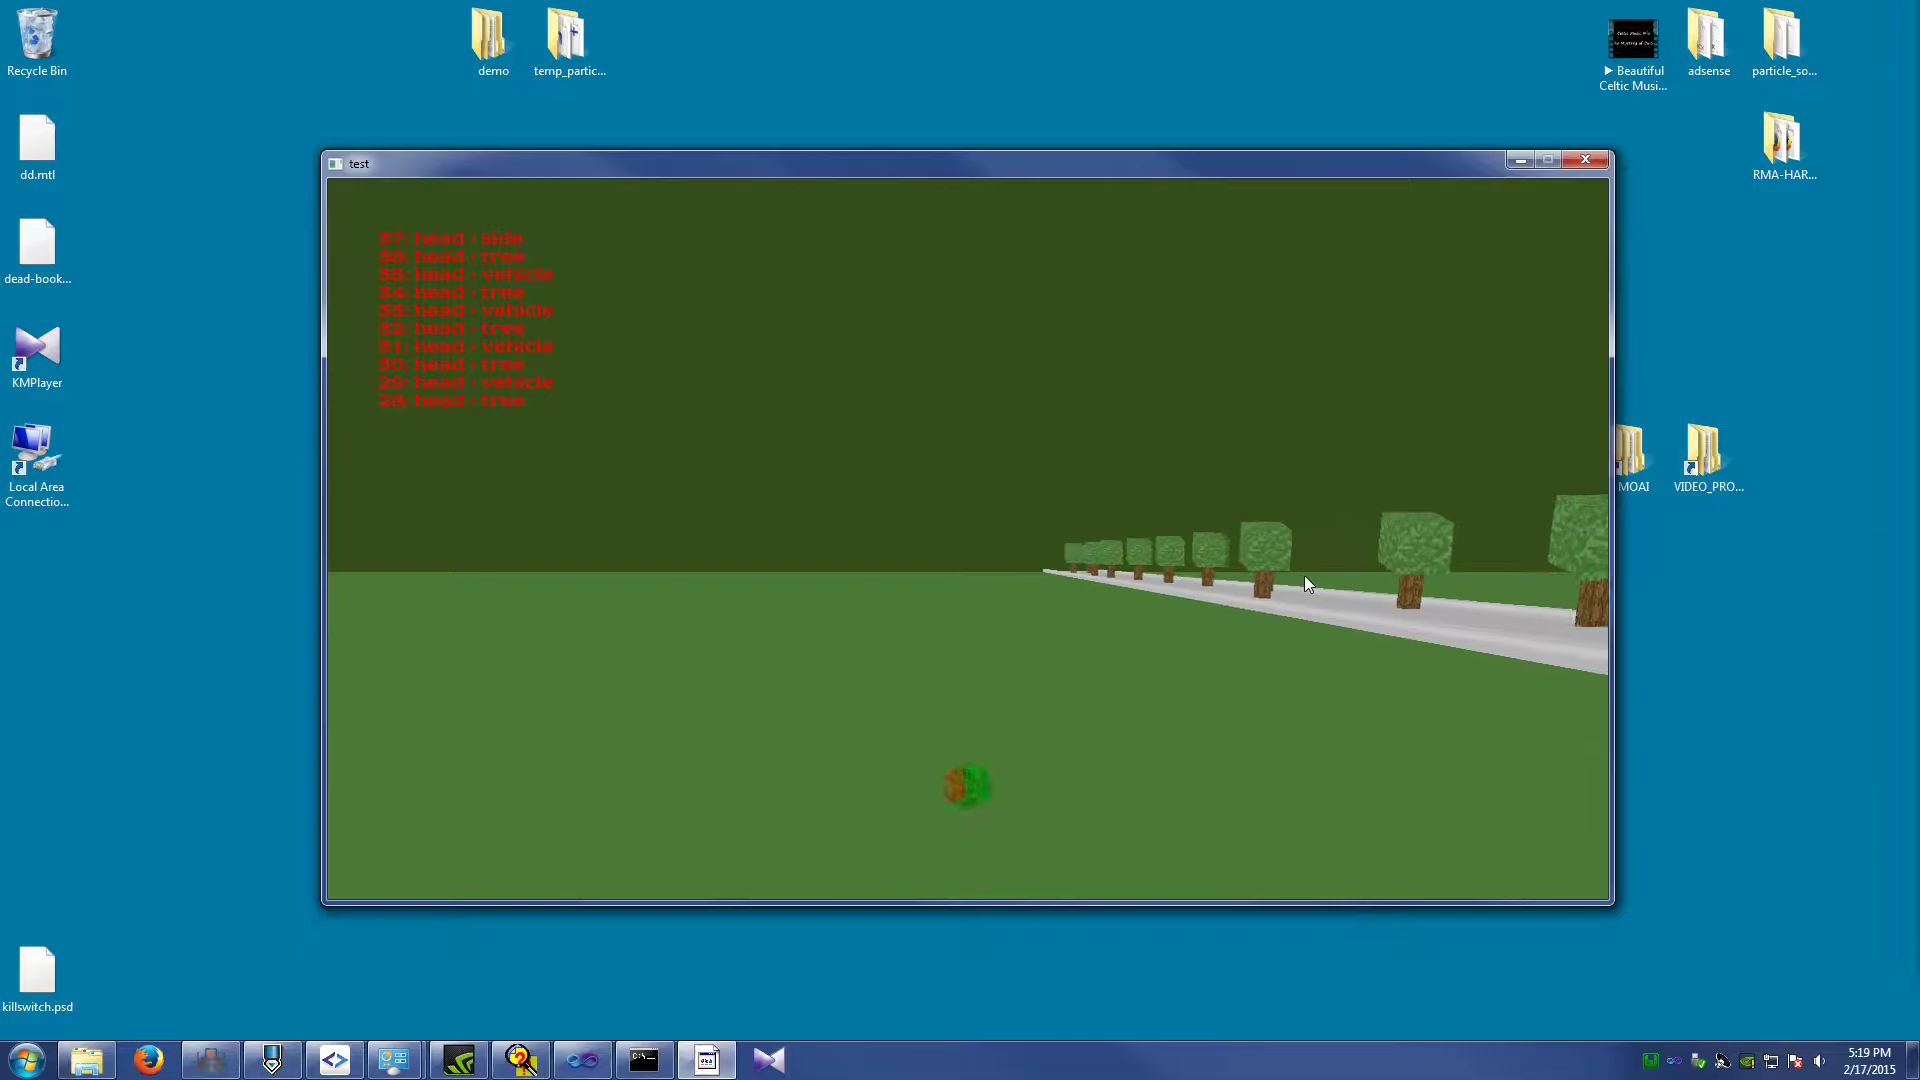 Recycle Bin
demo
temp_partic...
▶ Beautiful
Celtic Musi...
adsense
particle_so...
dd.mtl
RMA-HAR...
test
37: head - side
36: head - tree
35: head - vehicle
34: head - tree
33: head - vehicle
32: head - tree
31: head - vehicle
30: head - tree
29: head - vehicle
28: head - tree
dead-book...
KMPlayer
Local Area
Connectio...
MOAI
VIDEO_PRO...
killswitch.psd
5:19 PM
2/17/2015